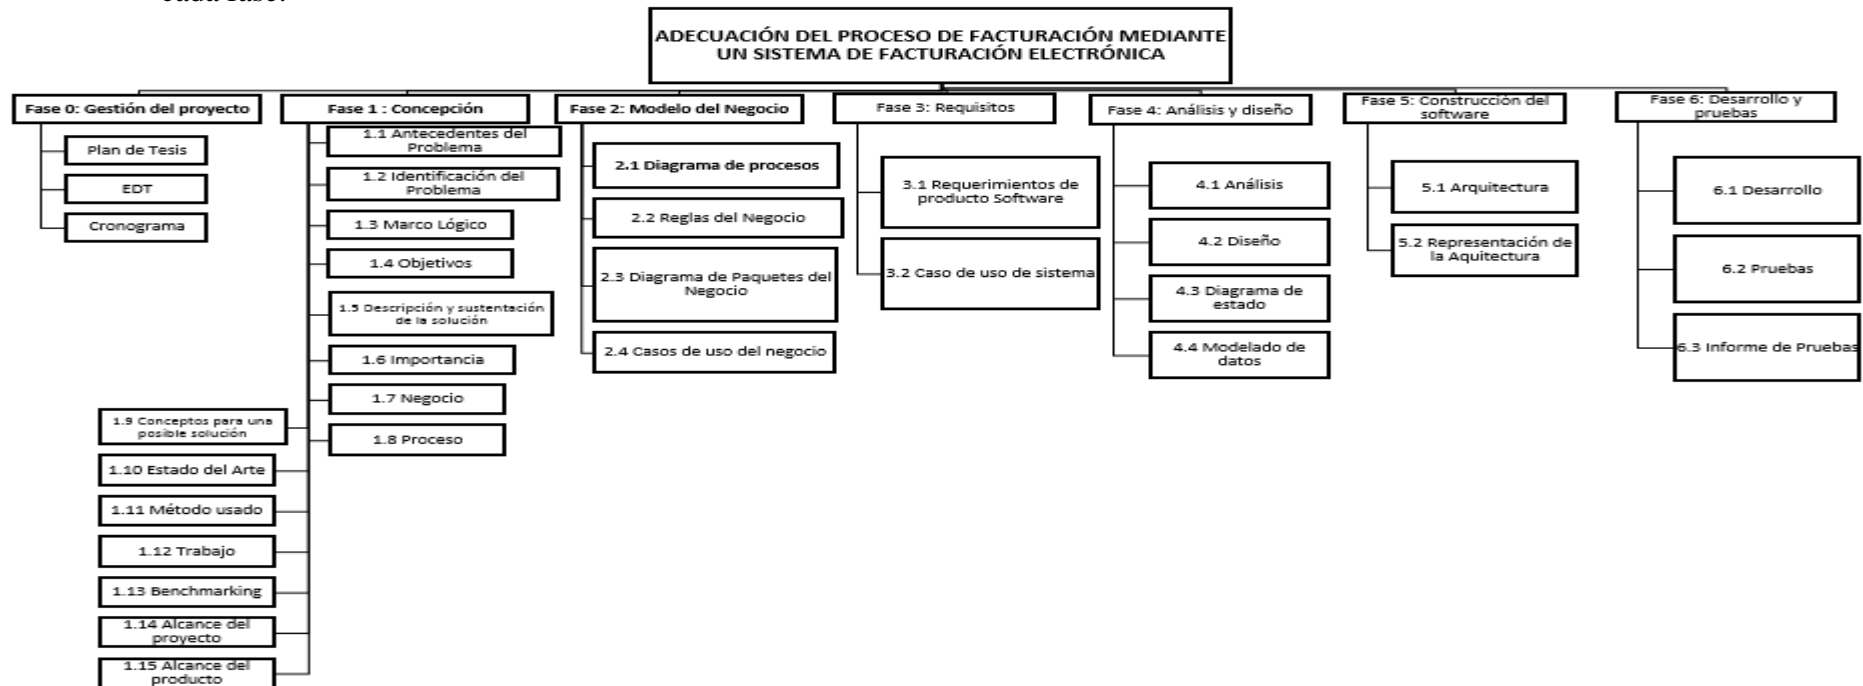 cada fase.
ADECUACIÓN DEL PROCESO DE FACTURACIÓN MEDIANTE
UN SISTEMA DE FACTURACIÓN ELECTRÓNICA
Fase 0: Gestión del proyecto
Plan de Tesis
EDT
Cronograma
Fase 1 : Concepción
1.1 Antecedentes del
Problema
1.2 Identificación del
Problema
1.3 Marco Lógico
1.4 Objetivos
1.5 Descripción y sustentación
de la solución
1.6 Importancia
1.7 Negocio
1.8 Proceso
1.9 Conceptos para una
posible solución
1.10 Estado del Arte
1.11 Método usado
1.12 Trabajo
1.13 Benchmarking
1.14 Alcance del
proyecto
1.15 Alcance del
producto
Fase 2: Modelo del Negocio
2.1 Diagrama de procesos
2.2 Reglas del Negocio
2.3 Diagrama de Paquetes del
Negocio
2.4 Casos de uso del negocio
Fase 3: Requisitos
3.1 Requerimientos de
producto Software
3.2 Caso de uso de sistema
Fase 4: Análisis y diseño
4.1 Análisis
4.2 Diseño
4.3 Diagrama de
estado
4.4 Modelado de
datos
Fase 5: Construcción del
software
5.1 Arquitectura
5.2 Representación de
la Aquitectura
Fase 6: Desarrollo y
pruebas
6.1 Desarrollo
6.2 Pruebas
6.3 Informe de Pruebas